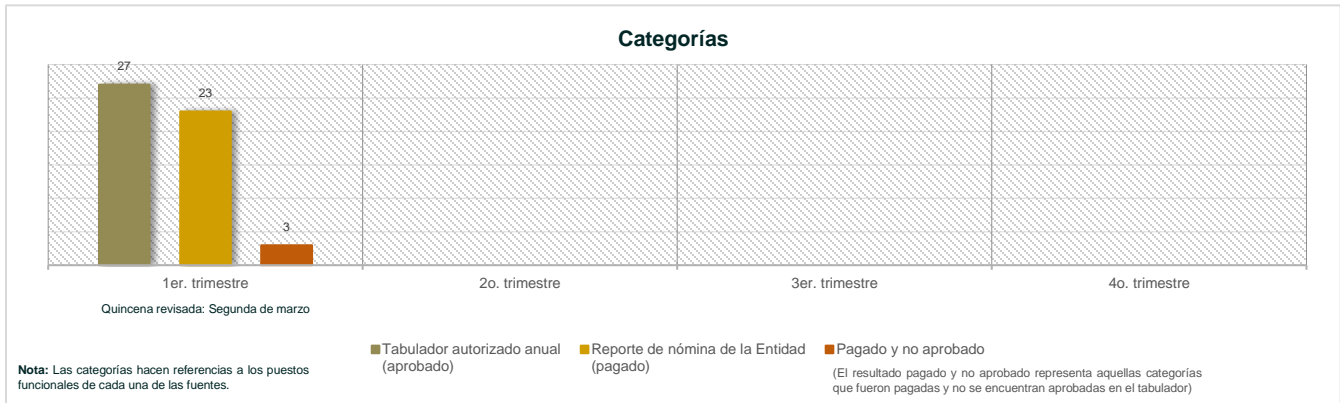 Categorías
27
23
3
1er. trimestre
2o. trimestre
3er. trimestre
4o. trimestre
Quincena revisada: Segunda de marzo
Tabulador autorizado anual
(aprobado)
Reporte de nómina de la Entidad
(pagado)
Pagado y no aprobado
(El resultado pagado y no aprobado representa aquellas categorías
que fueron pagadas y no se encuentran aprobadas en el tabulador)
Nota: Las categorías hacen referencias a los puestos
funcionales de cada una de las fuentes.